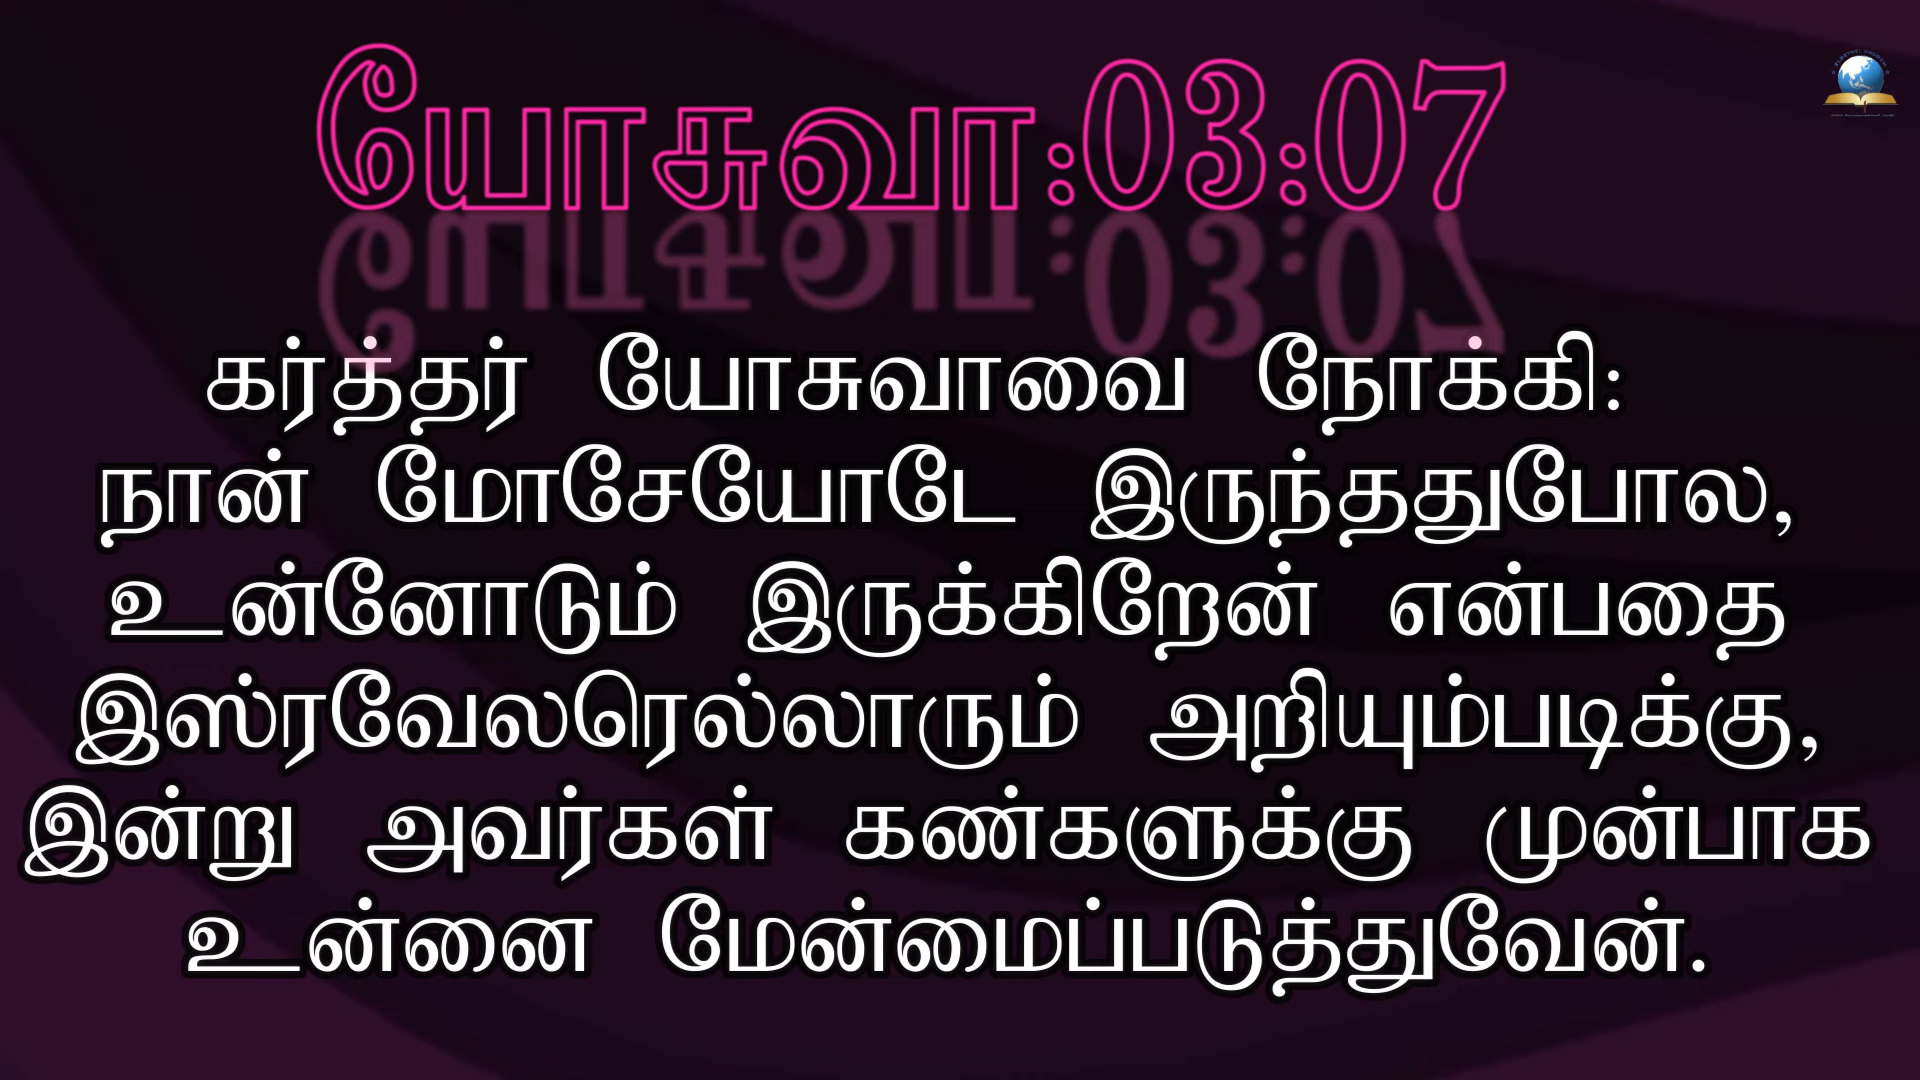 யோசுவா:03:07
கர்த்தர் யோசுவாவை நோக்கி:
நான் மோசேயோடே இருந்ததுபோல,
உன்னோடும் இருக்கிறேன் என்பதை
இஸ்ரவேலரெல்லாரும் அறியும்படிக்கு,
இன்று அவர்கள் கண்களுக்கு முன்பாக
உன்னை மேன்மைப்படுத்துவேன்.